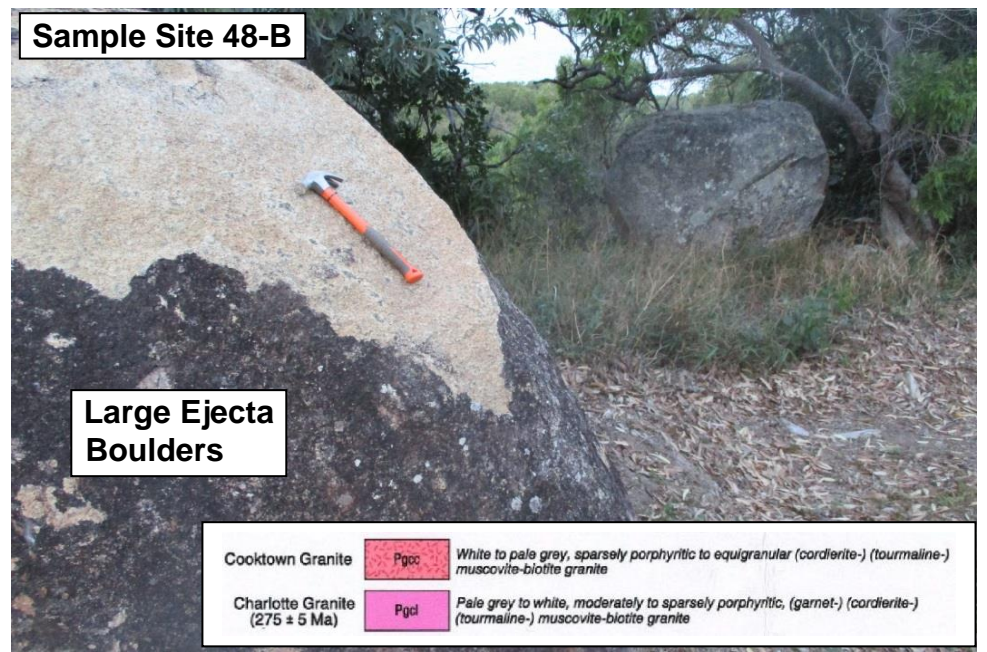 Sample Site 48-B
Large Ejecta
Boulders
Cooktown Granite
Pgcc
White to pale grey, sparsely porphyritic to equigranular (cordierite-) (tourmaline-)
muscovite-biotite granite
Charlotte Granite
(275 ± 5 Ma)
Pgcl
Pale grey to white, moderately to sparsely porphyritic, (garnet-) (cordierite-)
(tourmaline-) muscovite-biotite granite